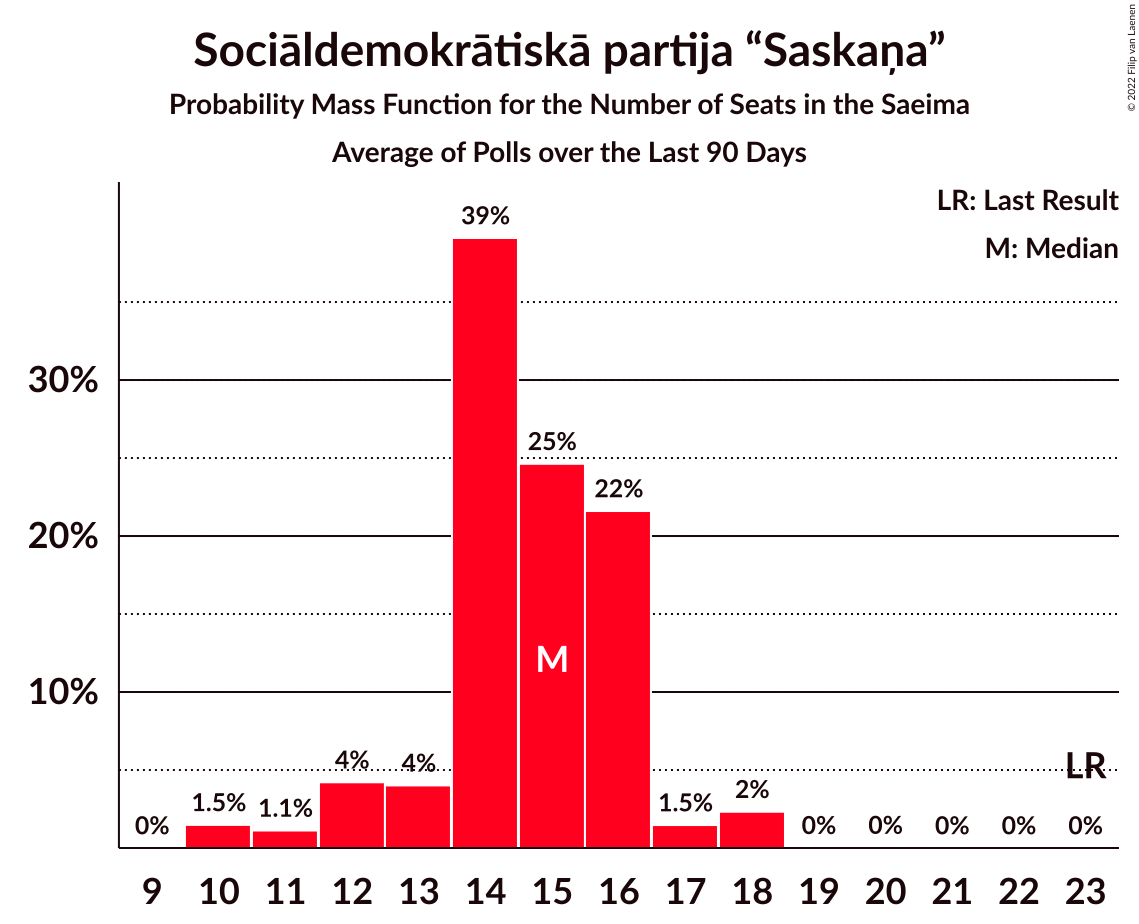 Sociāldemokrātiskā partija “Saskaņa”
Probability Mass Function for the Number of Seats in the Saeima
Average of Polls over the Last 90 Days
© 2022 Filip van Laenen
LR: Last Result
M: Median
39%
30%
25%
22%
20%
M
10%
LR
4%
4%
2%
1.5%
1.1%
1.5%
0%
0%
0%
0%
0%
0%
9 10 11 12 13 14 15 16 17 18 19 20 21 22 23